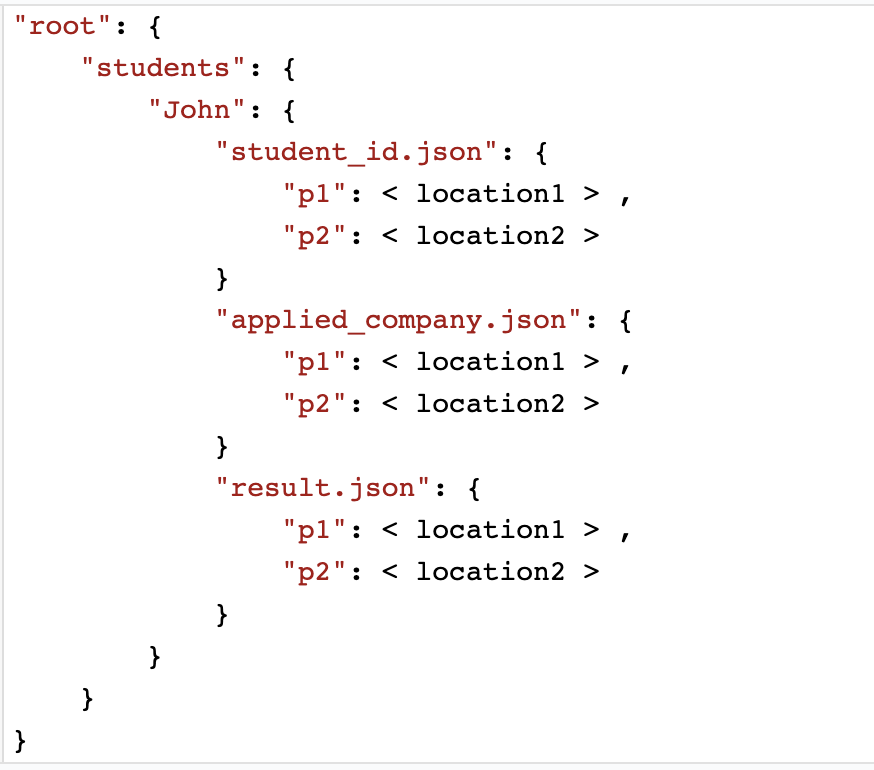 "root": {
    "students": {
        "John": {
            "student_id.json": {
                "p1": < location1 > ,
                "p2": < location2 >
            }
            "applied_company.json": {
                "p1": < location1 > ,
                "p2": < location2 >
            }
            "result.json": {
                "p1": < location1 > ,
                "p2": < location2 >
            }
        }
    }
}